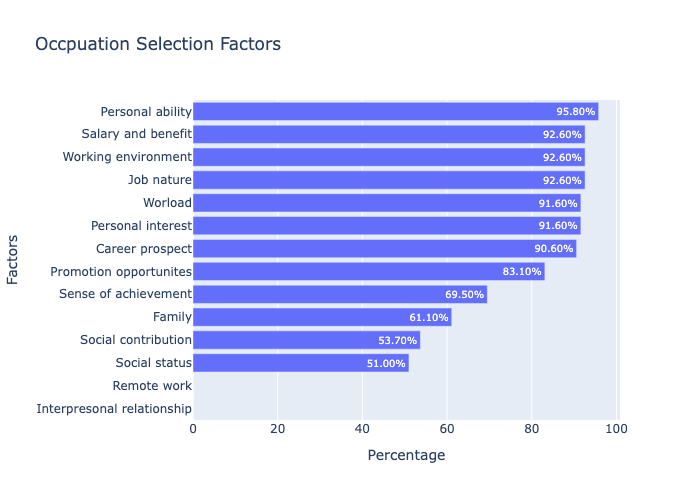 Occpuation Selection Factors
Personal ability 95.80%
Salary and benefit 92.60%
Working environment 92.60%
Job nature 92.60%
Worload 91.60%
Personal interest 91.60%
Career prospect 90.60%
Promotion opportunites 83.10%
Sense of achievement 69.50%
Family 61.10%
Social contribution 53.70%
Social status 51.00%
Remote work
Interpresonal relationship
Factors
0 20 40 60 80 100
Percentage